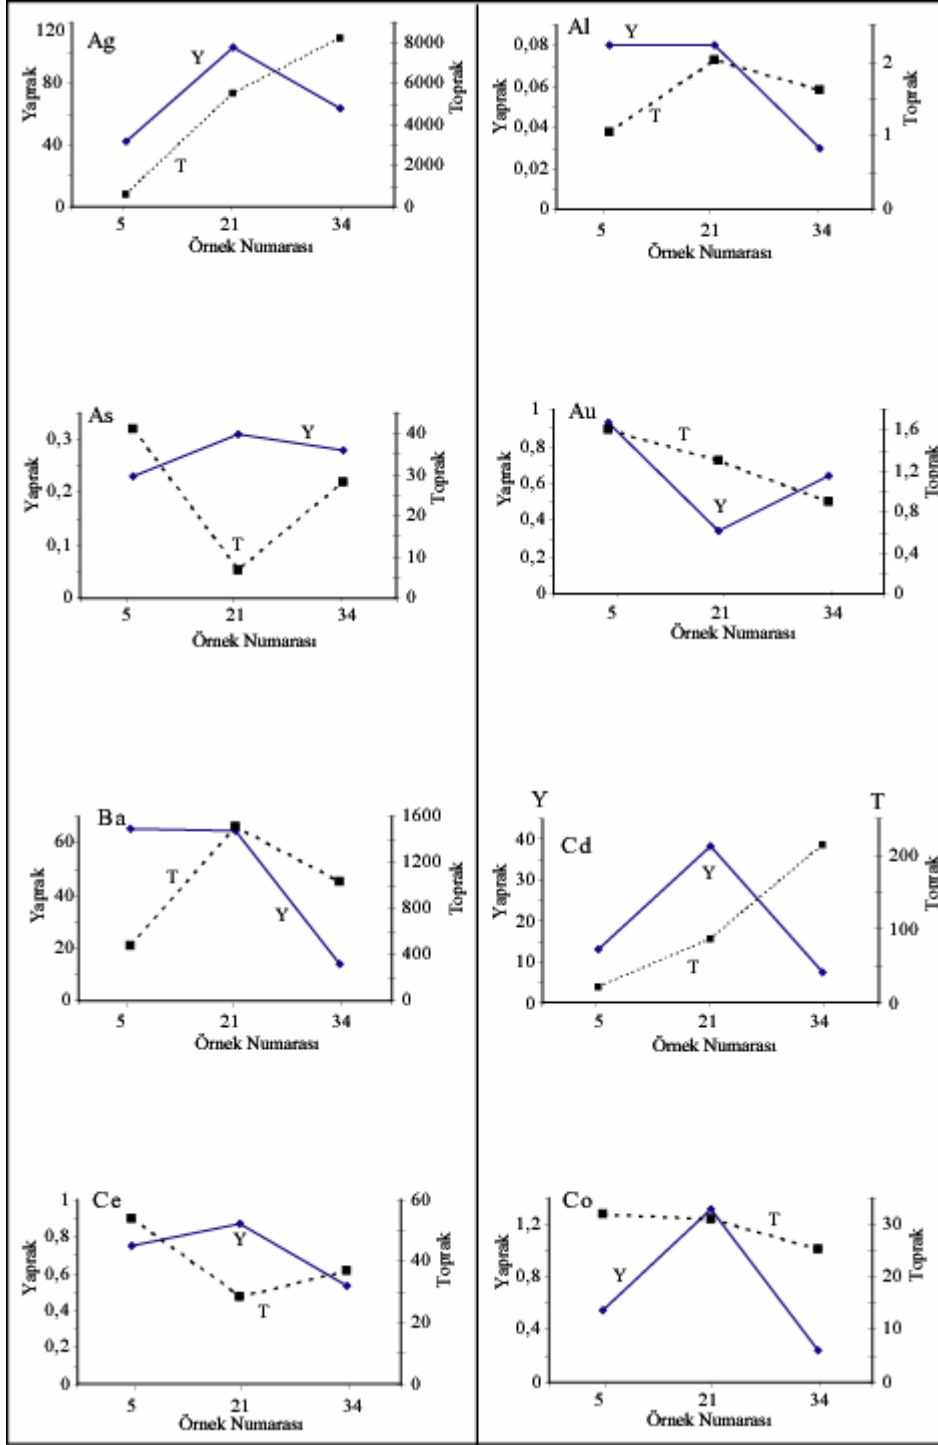 Ag
Yaprak
120
80
40
0
Y
T
8000
6000
4000
2000
0
Toprak
5 21 34
Örnek Numarası
Al
Yaprak
0,08
0,06
0,04
0,02
0
Y
T
2
1
0
Toprak
5 21 34
Örnek Numarası
As
Yaprak
0,3
0,2
0,1
0
Y
T
40
30
20
10
0
Toprak
5 21 34
Örnek Numarası
Au
Yaprak
1
0,8
0,6
0,4
0,2
0
T
Y
1,6
1,2
0,8
0,4
0
Toprak
5 21 34
Örnek Numarası
Ba
Yaprak
60
40
20
0
T
Y
1600
1200
800
400
0
Toprak
5 21 34
Örnek Numarası
Y T
Cd
Yaprak
40
30
20
10
0
Y
T
200
100
0
Toprak
5 21 34
Örnek Numarası
Ce
Yaprak
1
0,8
0,6
0,4
0,2
0
Y
T
60
40
20
0
Toprak
5 21 34
Örnek Numarası
Co
Yaprak
1,2
0,8
0,4
0
T
Y
30
20
10
0
Toprak
5 21 34
Örnek Numarası